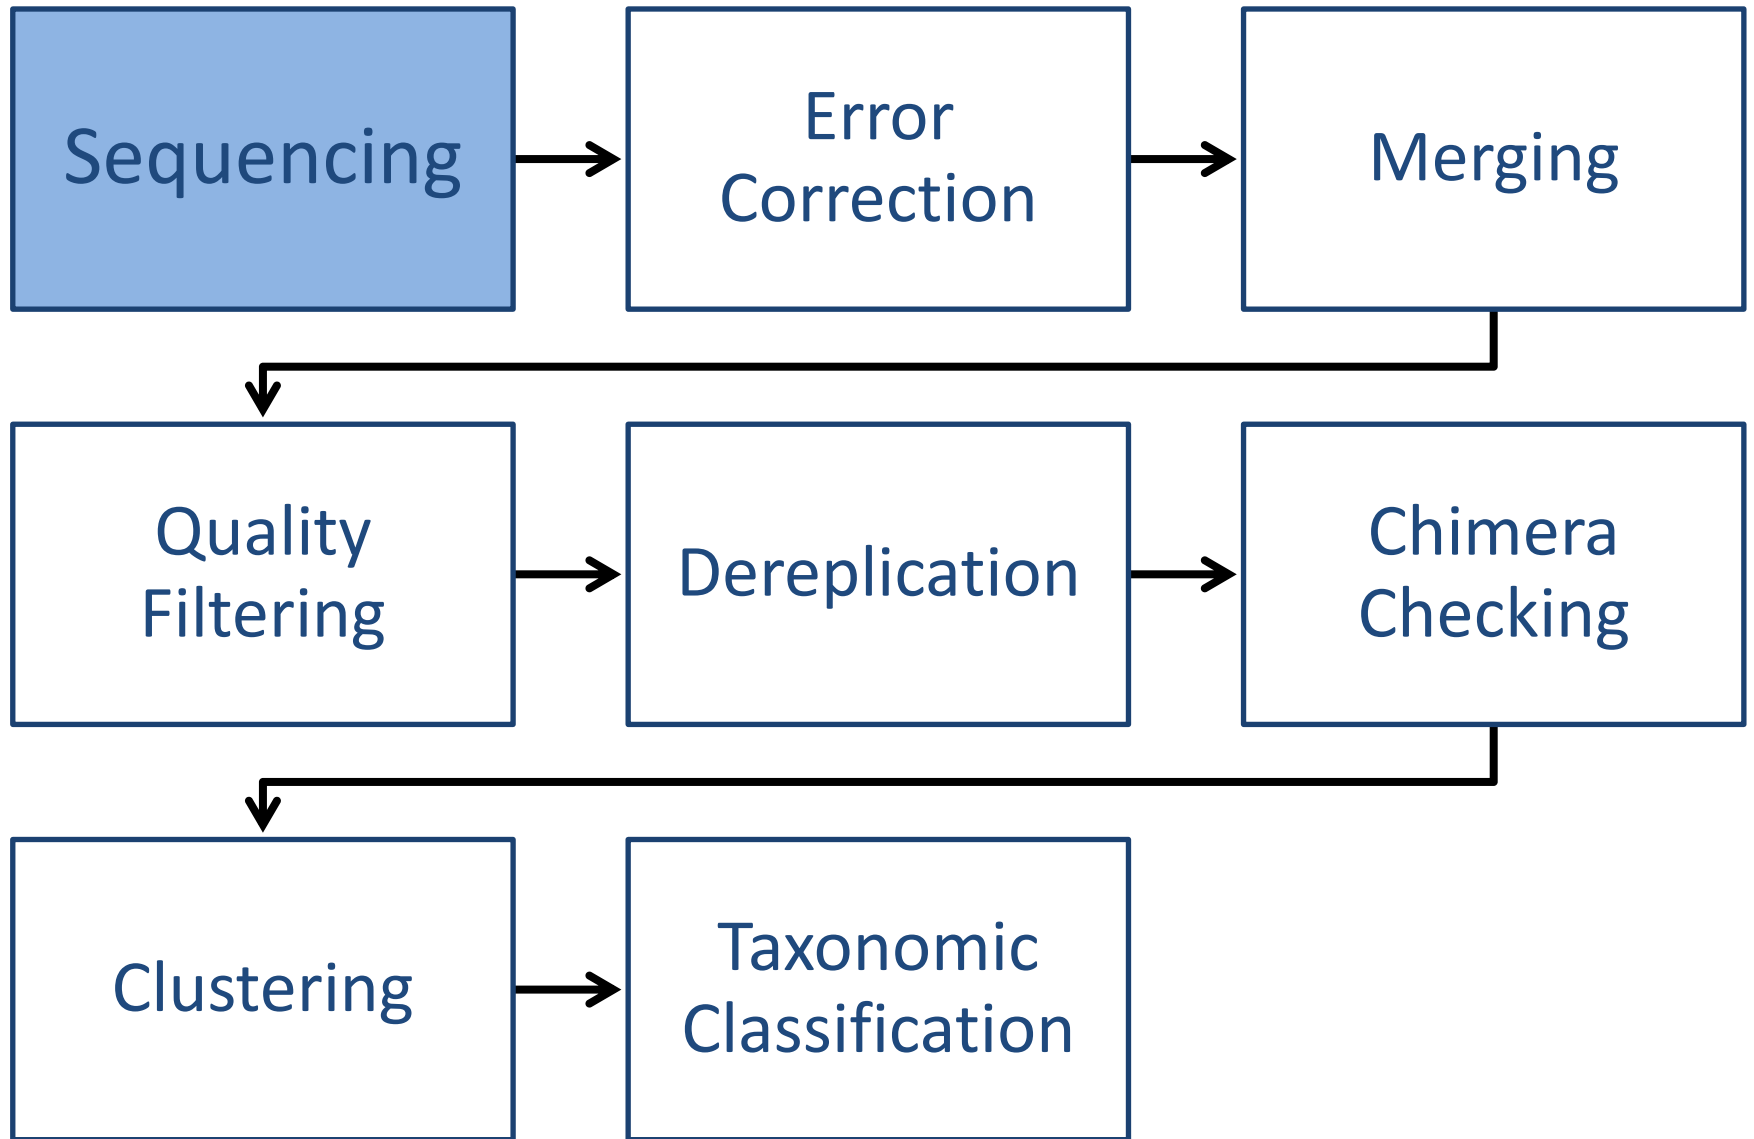 Sequencing
Error
Correction
Merging
Quality
Filtering
Dereplication
Chimera
Checking
Clustering
Taxonomic
Classification